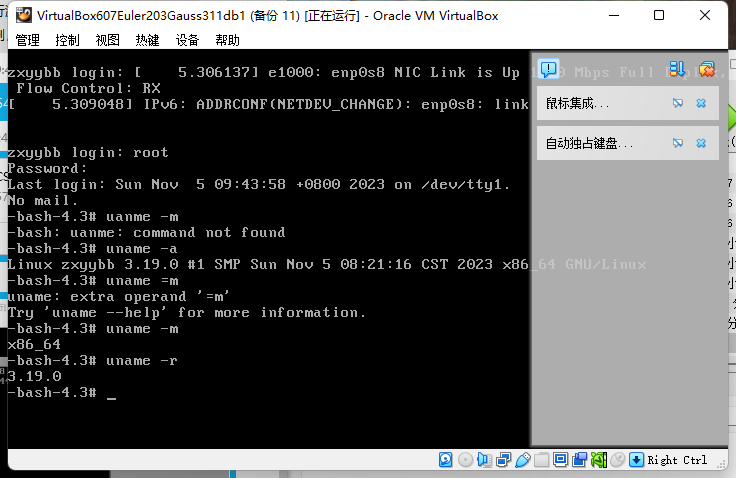 VirtualBox607Euler203Gauss311db1 (备份 11) [正在运行] - Oracle VM VirtualBox
管理 控制 视图 热键 设备 帮助
zxyybb login: [    5.306137] e1000: enp0s8 NIC Link is Up Mbps Full
Flow Control: RX
[    5.309048] IPv6: ADDRCONF(NETDEV_CHANGE): enp0s8: link
鼠标集成...
自动独占键盘...
zxyybb login: root
Password:
Last login: Sun Nov  5 09:43:58 +0800 2023 on /dev/tty1.
No mail.
-bash-4.3# uanme -m
-bash: uanme: command not found
-bash-4.3# uname -a
Linux zxyybb 3.19.0 #1 SMP Sun Nov 5 08:21:16 CST 2023 x86_64 GNU/Linux
-bash-4.3# uname =m
uname: extra operand '=m'
Try 'uname --help' for more information.
-bash-4.3# uname -m
x86_64
-bash-4.3# uname -r
3.19.0
-bash-4.3# _
Right Ctrl